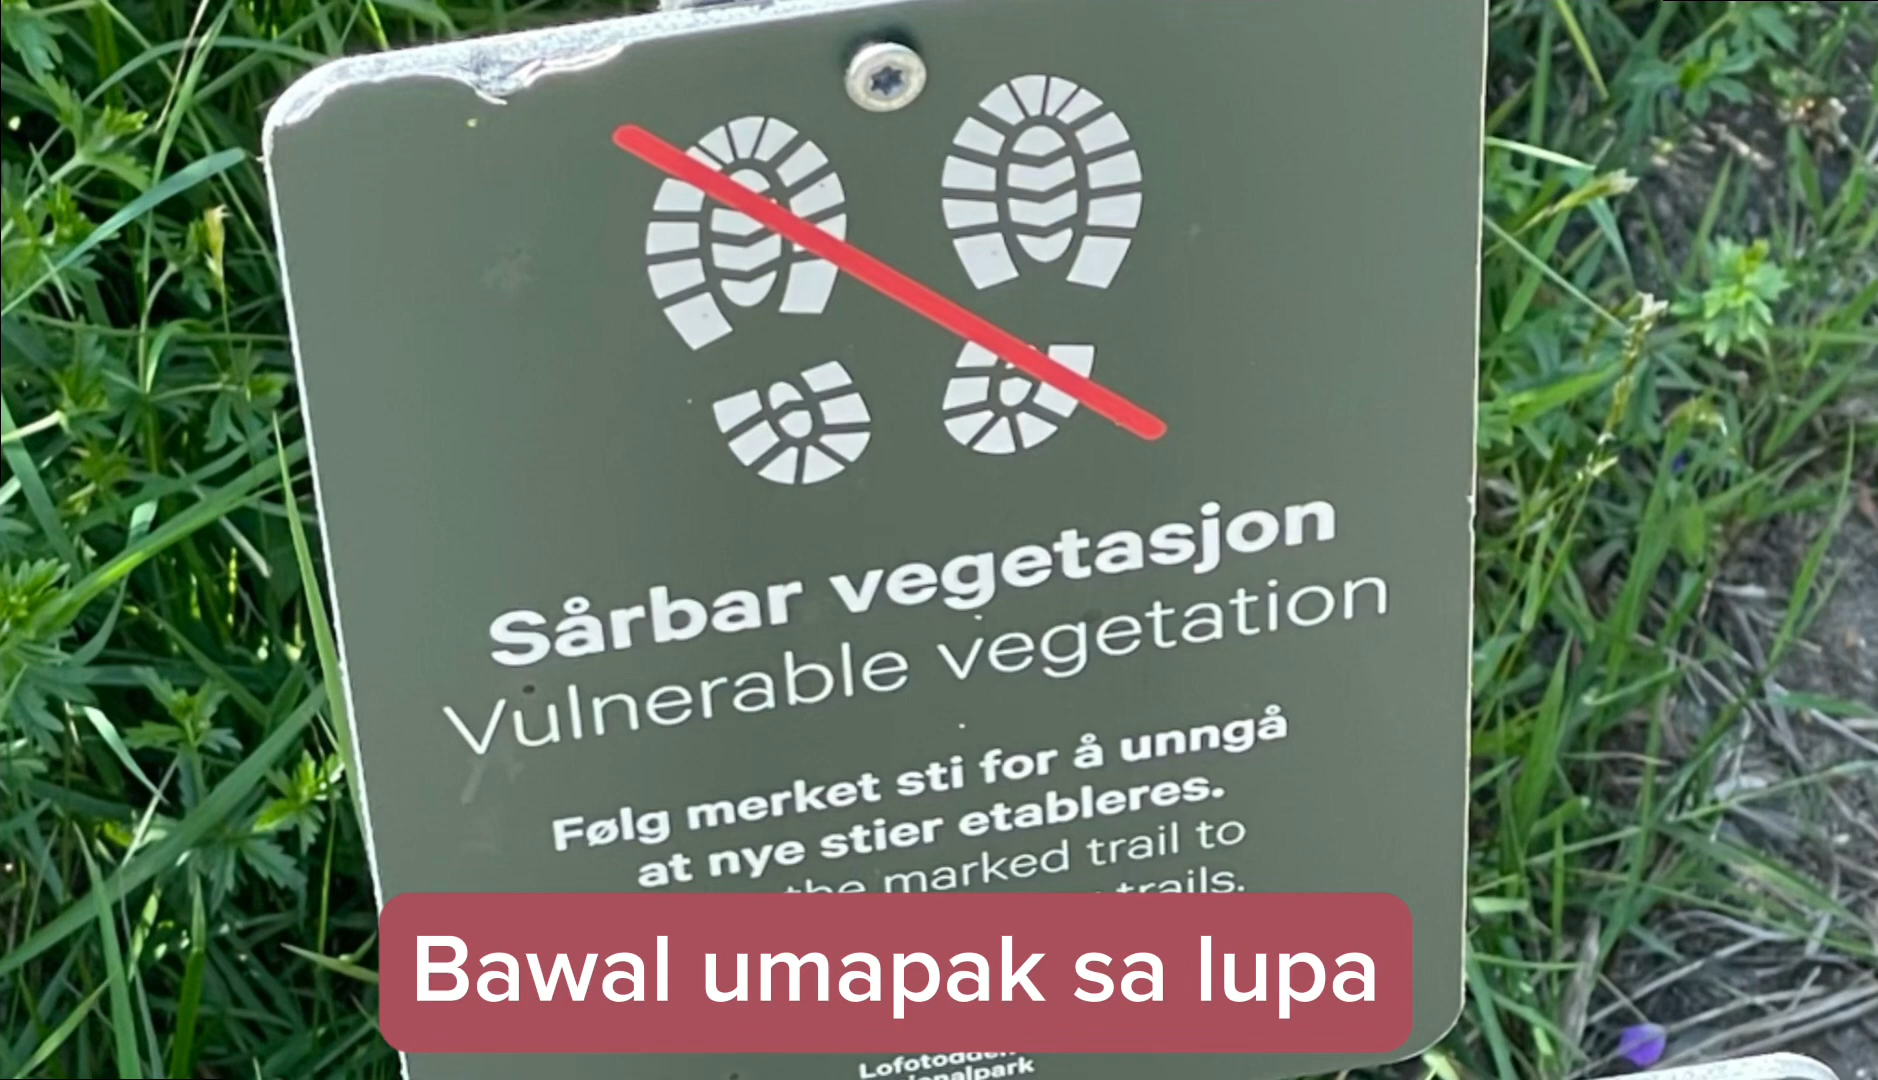 Sårbar vegetasjon
Vulnerable vegetation
Følg merket sti for å unngå
at nye stier etableres.
the marked trail to
trails.
Bawal umapak sa lupa